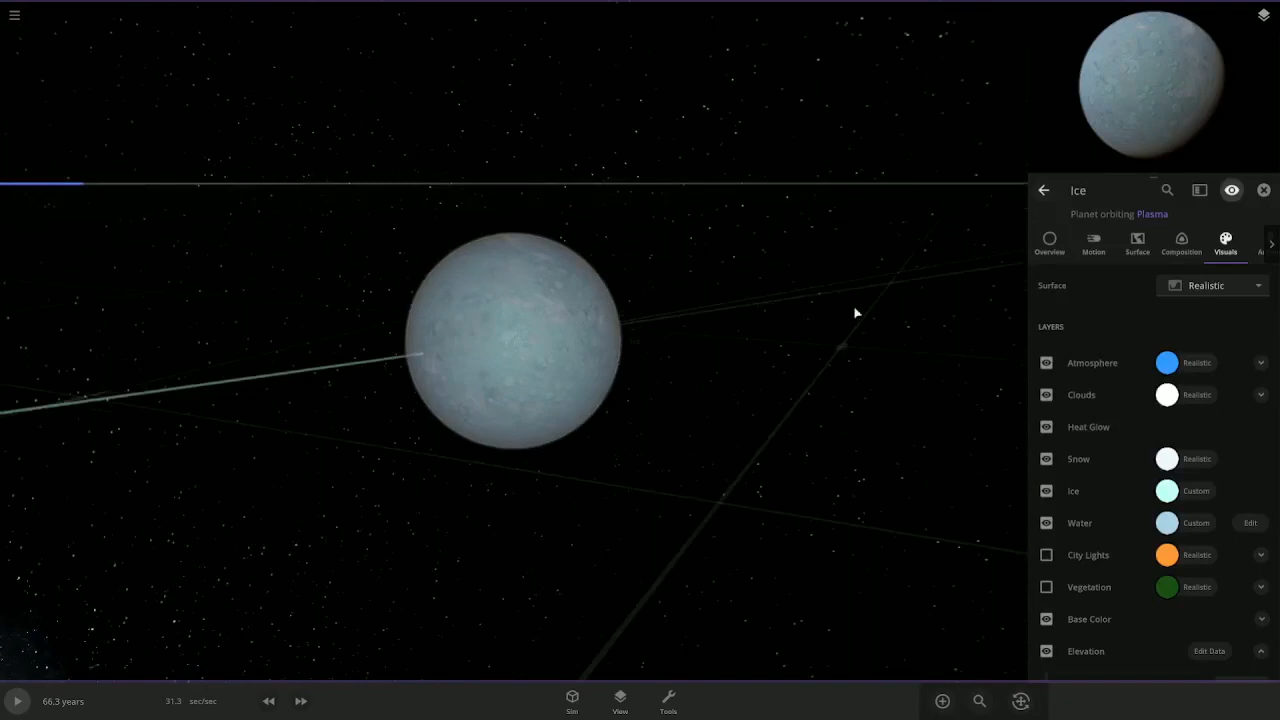 Ice
Planet orbiting Plasma
Overview
Motion
Surface
Composition
Visuals
Surface
Realistic
LAYERS
Atmosphere
Realistic
Clouds
Realistic
Heat Glow
Snow
Realistic
Ice
Custom
Water
Custom
Edit
City Lights
Realistic
Vegetation
Realistic
Base Color
Elevation
Edit Data
Ice
66.3 years
31.3 sec/sec
Sim
View
Tools